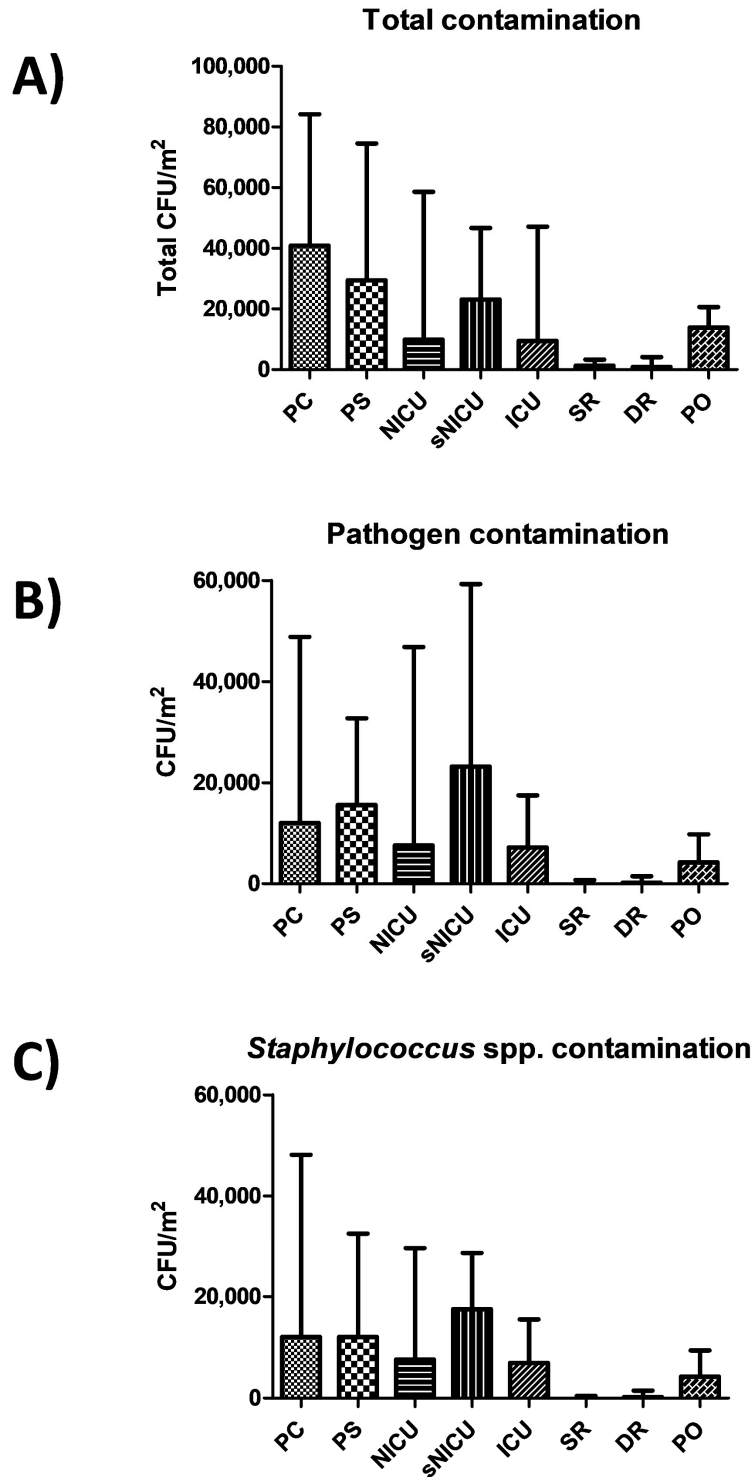 Total contamination
A)
100,000
80,000
60,000
40,000
20,000
0
Total CFU/m²
PC
PS
NICU
sNICU
ICU
SR
DR
PO
Pathogen contamination
B)
60,000
40,000
20,000
0
CFU/m²
PC
PS
NICU
sNICU
ICU
SR
DR
PO
Staphylococcus spp. contamination
C)
60,000
40,000
20,000
0
CFU/m²
PC
PS
NICU
sNICU
ICU
SR
DR
PO